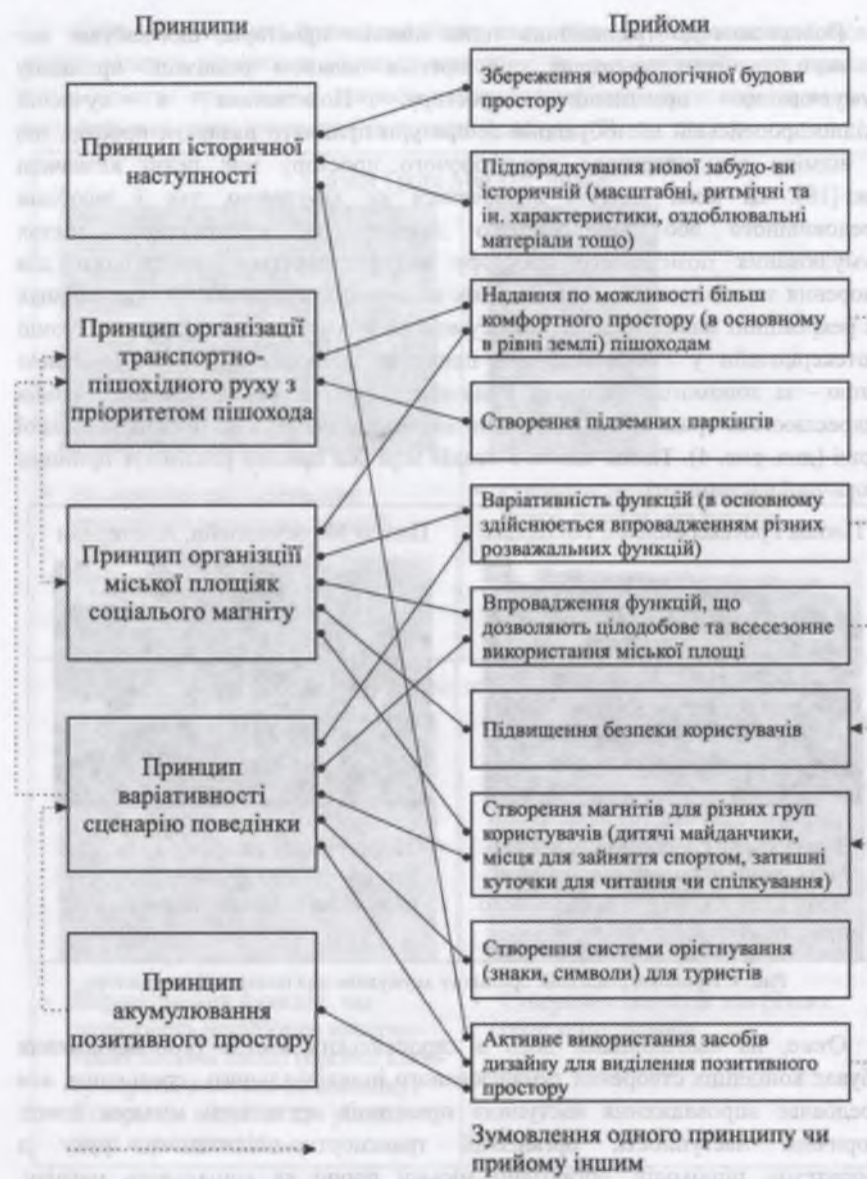 Принципи
Прийоми
Принцип історичної
наступності
Принцип організації
транспортно-
пішохідного руху з
пріоритетом пішохода
Принцип організціїї
міської площіяк
соціального магніту
Принцип
варіативності
сценарію поведінки
Принцип
акумулювання
позитивного простору
Збереження морфологічної будови
простору
Підпорядкування нової забудо-ви
історичній (масштабні, ритмічні та
ін. характеристики, оздоблювальні
матеріали тощо)
Надання по можливості більш
комфортного простору (в основному
в рівні землі) пішоходам
Створення підземних паркінгів
Варіативність функцій (в основному
здійснюється впровадженням різних
розважальних функцій)
Впровадження функцій, що
дозволяють цілодобове та всесезонне
використання міської площі
Підвищення безпеки користувачів
Створення магнітів для різних груп
користувачів (дитячі майданчики,
місця для зайняття спортом, затишні
куточки для читання чи спілкування)
Створення системи орієтнування
(знаки, символи) для туристів
Активне використання засобів
дизайну для виділення позитивного
простору
Зумовлення одного принципу чи
прийому іншим